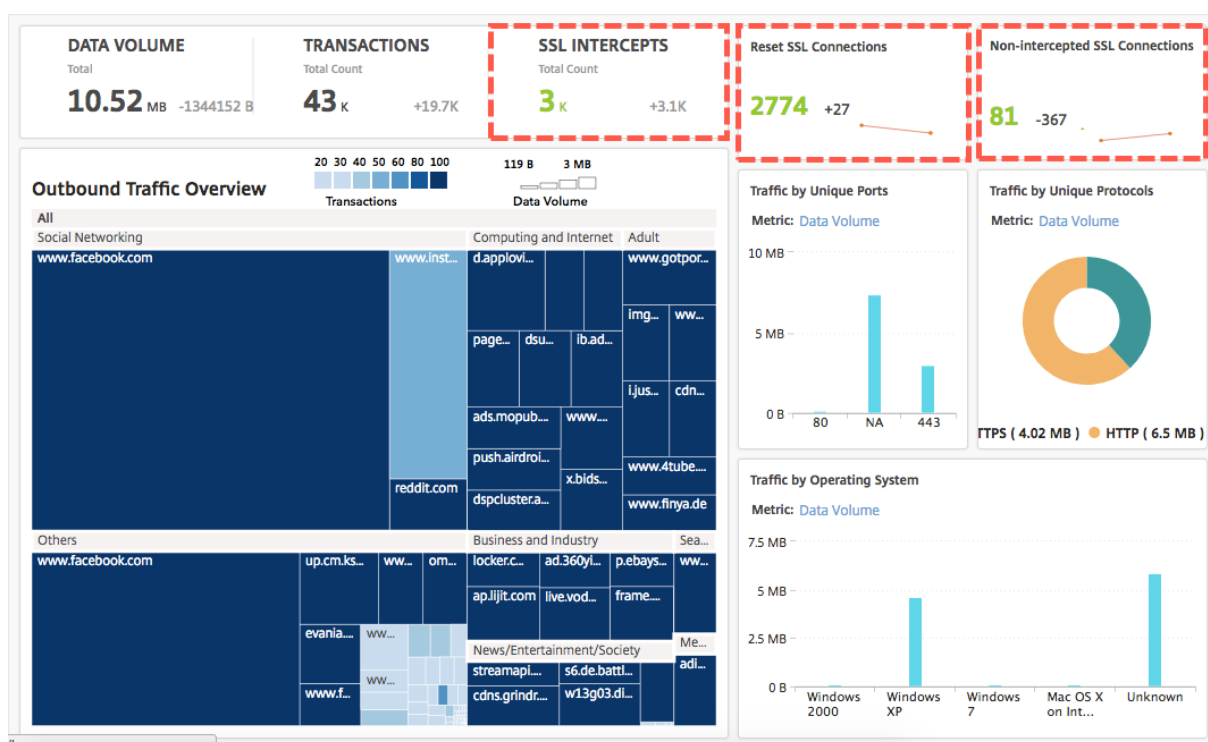 DATA VOLUME
Total
10.52 MB -1344152 B
TRANSACTIONS
Total Count
43 K +19.7K
SSL INTERCEPTS
Total Count
3 K +3.1K
Reset SSL Connections
2774 +27
Non-intercepted SSL Connections
81 -367
Outbound Traffic Overview
20 30 40 50 60 80 100
Transactions
119 B 3 MB
Data Volume
All
Social Networking
www.facebook.com
www.inst...
reddit.com
Computing and Internet
d.applovi...
page... dsu... ib.ad...
ads.mopub.... www....
push.airdroi...
x.bids...
dspcluster.a...
Adult
www.gotpor...
img... ww...
i.jus... cdn...
www.4tube....
www.finya.de
Others
www.facebook.com
up.cm.ks... ww... om...
evania.... ww...
ww...
www.f...
Business and Industry
locker.c... ad.360yi... p.ebays...
ap.lijit.com live.vod... frame....
Sea...
ww...
News/Entertainment/Society
streamapi.... s6.de.battl...
cdns.grindr.... w13g03.di...
Me...
adi...
Traffic by Unique Ports
Metric: Data Volume
10 MB
5 MB
0 B
80 NA 443
Traffic by Unique Protocols
Metric: Data Volume
TTPS ( 4.02 MB ) HTTP ( 6.5 MB )
Traffic by Operating System
Metric: Data Volume
7.5 MB
5 MB
2.5 MB
0 B
Windows 2000
Windows XP
Windows 7
Mac OS X on Int...
Unknown